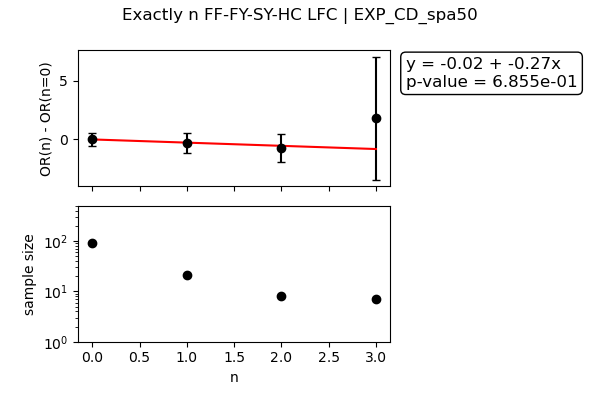 Exactly n FF-FY-SY-HC LFC | EXP_CD_spa50
y = -0.02 + -0.27x
p-value = 6.855e-01
OR(n) - OR(n=0)
5
0
sample size
10²
10¹
10⁰
0.0 0.5 1.0 1.5 2.0 2.5 3.0
n